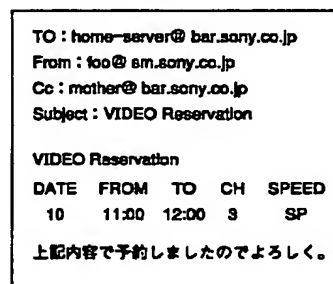 TO : home-server@ bar.sony.co.jp
From : foo@ sm.sony.co.jp
Cc : mother@ bar.sony.co.jp
Subject : VIDEO Reservation
VIDEO Reservation
DATE FROM TO CH SPEED
10 11:00 12:00 3 SP
上記内容で予約しましたのでよろしく。